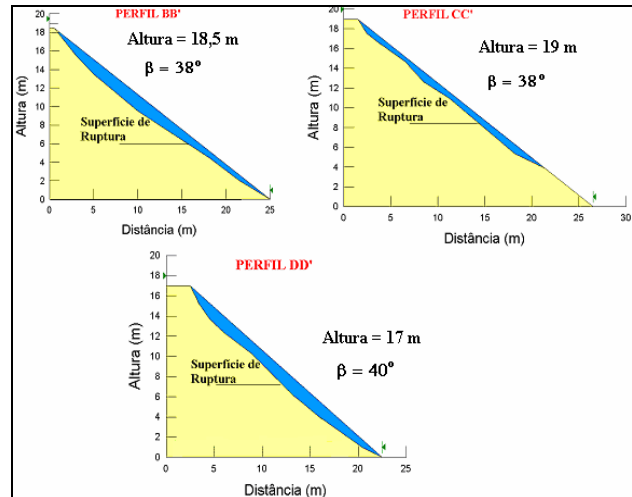 PERFIL BB'
Altura = 18,5 m
β = 38°
Superfície de
Ruptura
Altura (m)
20
18
16
14
12
10
8
6
4
2
0
0 5 10 15 20 25
Distância (m)
PERFIL CC'
Altura = 19 m
β = 38°
Superfície de
Ruptura
Altura (m)
20
18
16
14
12
10
8
6
4
2
0
0 5 10 15 20 25 30
Distância (m)
PERFIL DD'
Altura = 17 m
β = 40°
Superfície de
Ruptura
Altura (m)
20
18
16
14
12
10
8
6
4
2
0
0 5 10 15 20 25
Distância (m)